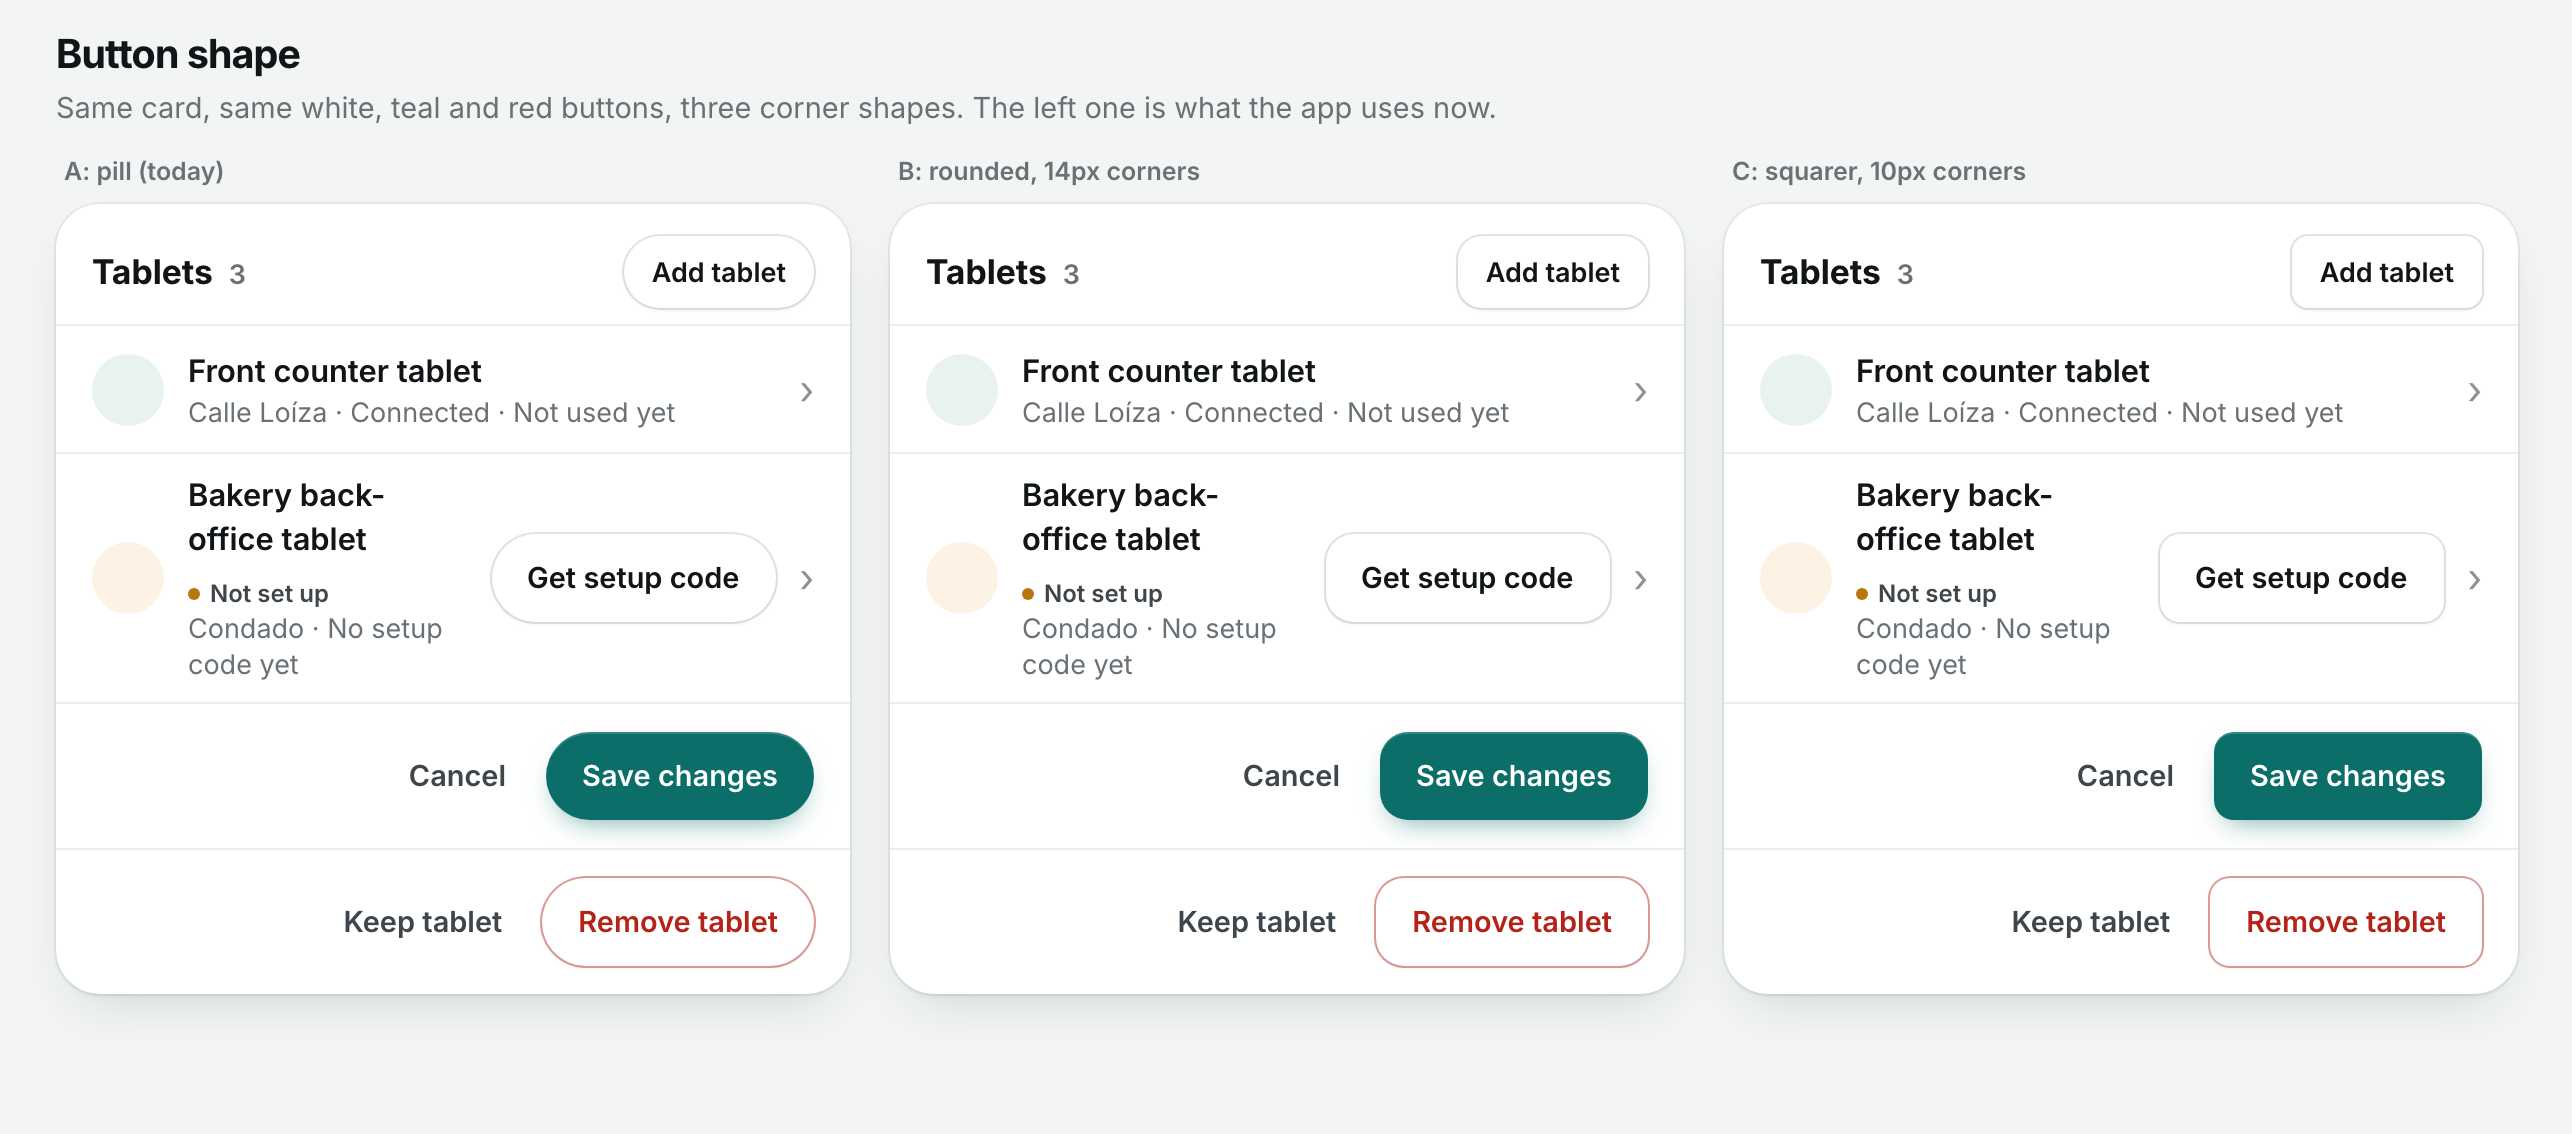 Button shape
Same card, same white, teal and red buttons, three corner shapes. The left one is what the app uses now.
A: pill (today)
Tablets 3
Add tablet
Front counter tablet
Calle Loíza · Connected · Not used yet
›
Bakery back-
office tablet
Not set up
Condado · No setup
code yet
Get setup code
›
Cancel
Save changes
Keep tablet
Remove tablet
B: rounded, 14px corners
Tablets 3
Add tablet
Front counter tablet
Calle Loíza · Connected · Not used yet
›
Bakery back-
office tablet
Not set up
Condado · No setup
code yet
Get setup code
›
Cancel
Save changes
Keep tablet
Remove tablet
C: squarer, 10px corners
Tablets 3
Add tablet
Front counter tablet
Calle Loíza · Connected · Not used yet
›
Bakery back-
office tablet
Not set up
Condado · No setup
code yet
Get setup code
›
Cancel
Save changes
Keep tablet
Remove tablet